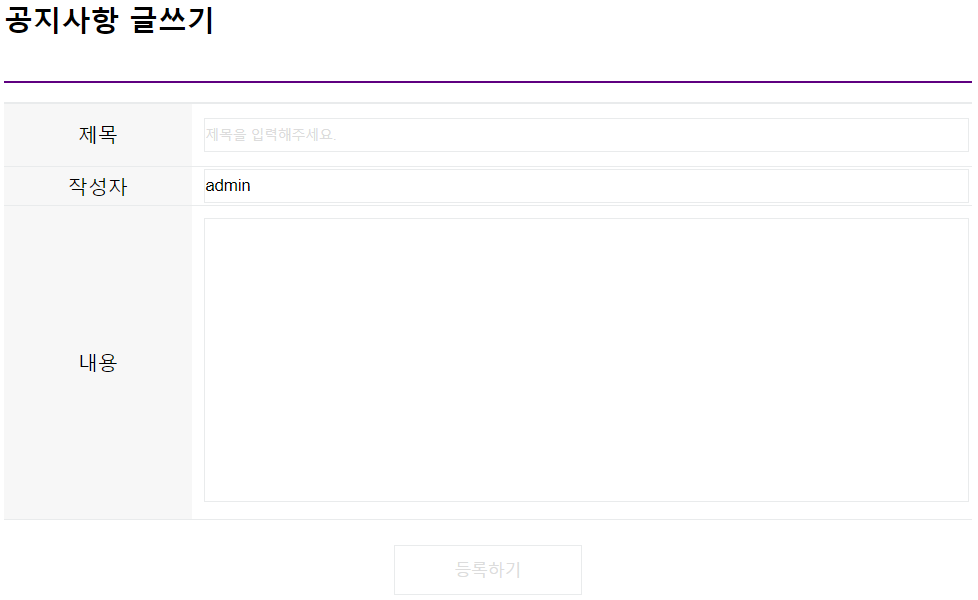 공지사항 글쓰기
제목
제목을 입력해주세요.
작성자
admin
내용
등록하기